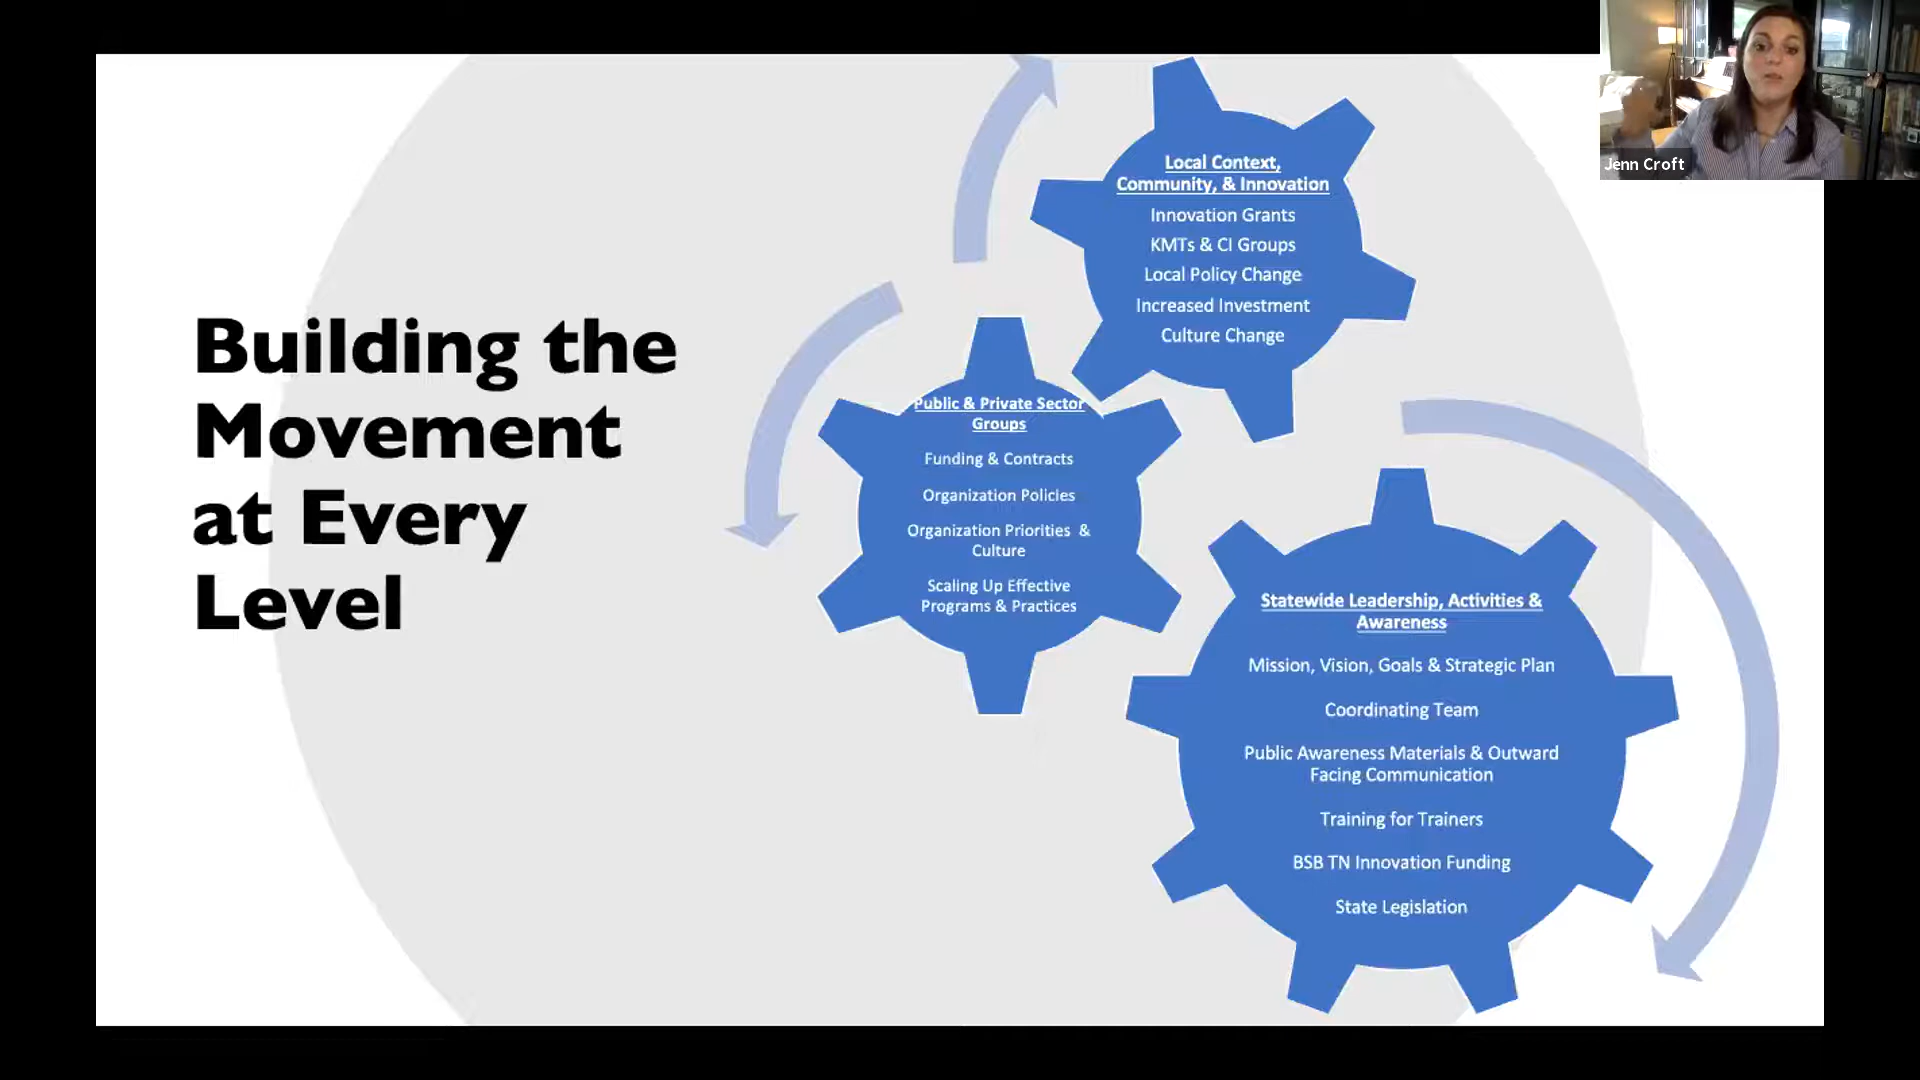 Building the
Movement
at Every
Level
Local Context,
Community, & Innovation
Innovation Grants
KMTs & CI Groups
Local Policy Change
Increased Investment
Culture Change
Public & Private Sector
Groups
Funding & Contracts
Organization Policies
Organization Priorities &
Culture
Scaling Up Effective
Programs & Practices
Statewide Leadership, Activities &
Awareness
Mission, Vision, Goals & Strategic Plan
Coordinating Team
Public Awareness Materials & Outward
Facing Communication
Training for Trainers
BSB TN Innovation Funding
State Legislation
Jenn Croft